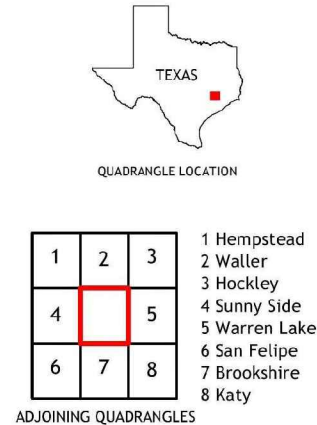 TEXAS
QUADRANGLE LOCATION
1 2 3
4 5
6 7 8
1 Hempstead
2 Waller
3 Hockley
4 Sunny Side
5 Warren Lake
6 San Felipe
7 Brookshire
8 Katy
ADJOINING QUADRANGLES